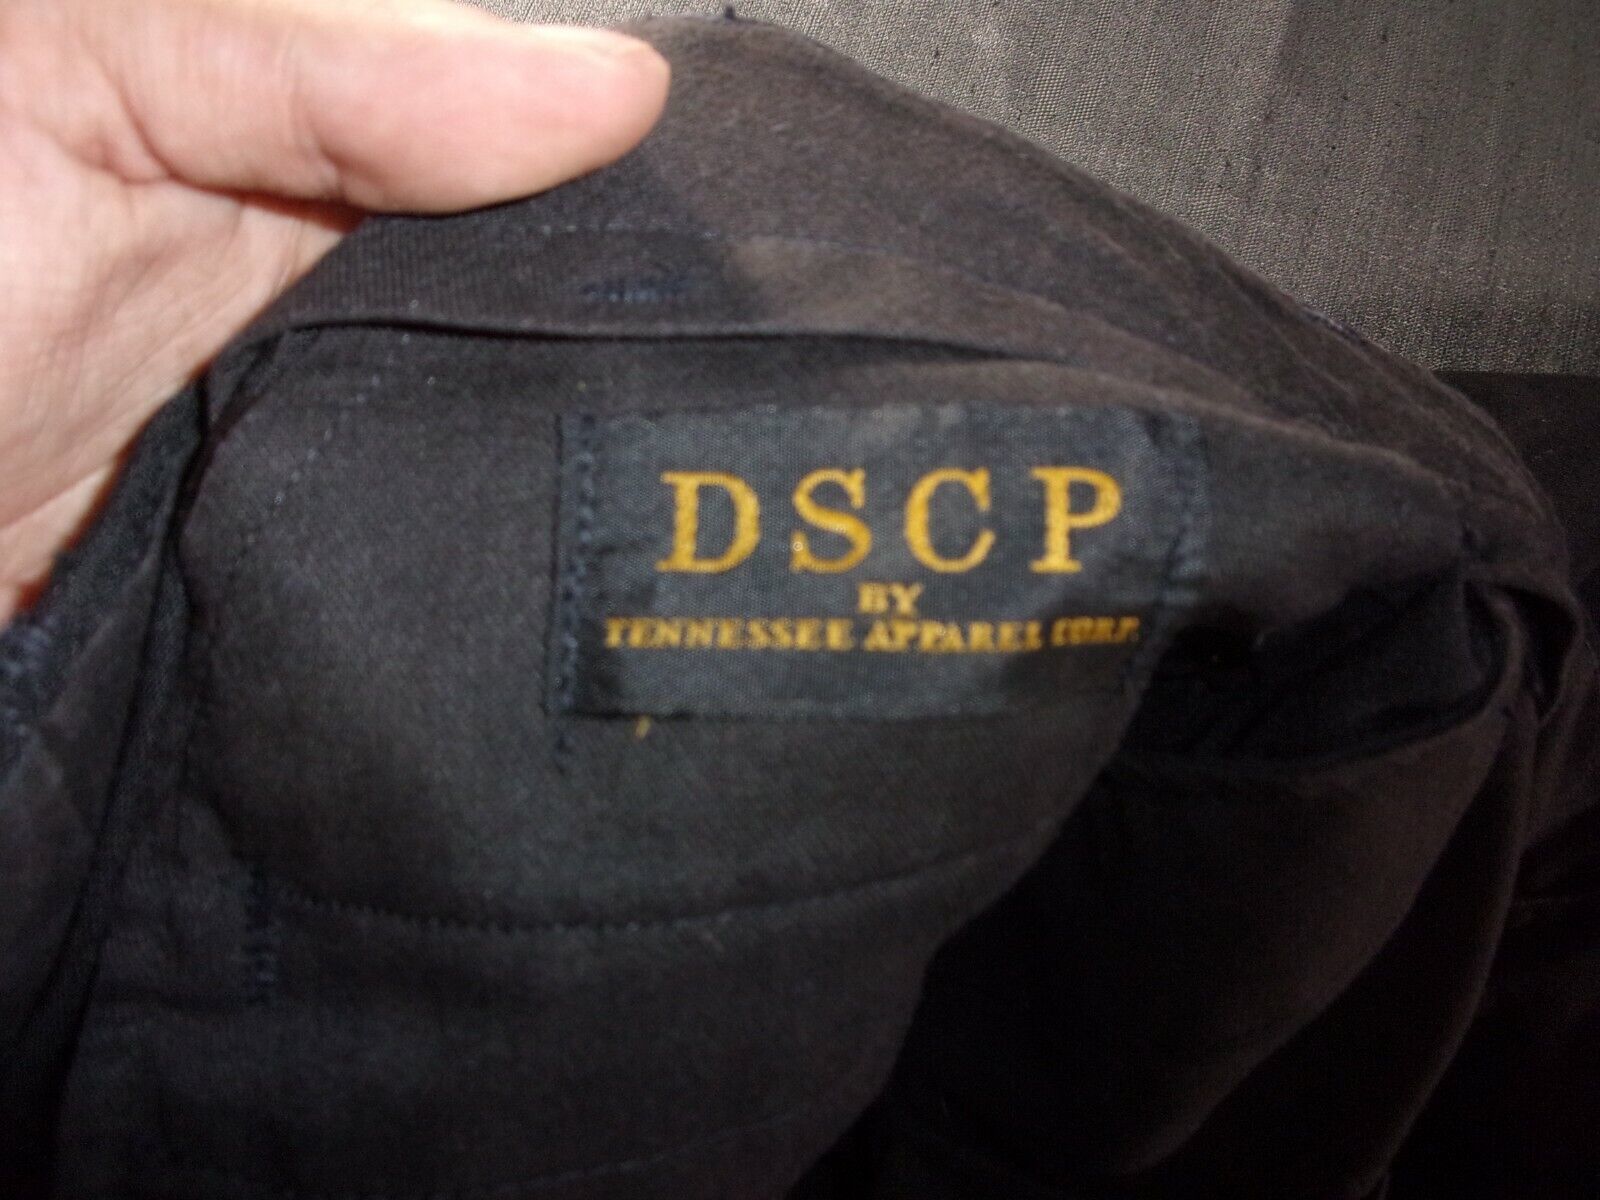 DSCP
BY
TENNESSEE APPAREL CORP.